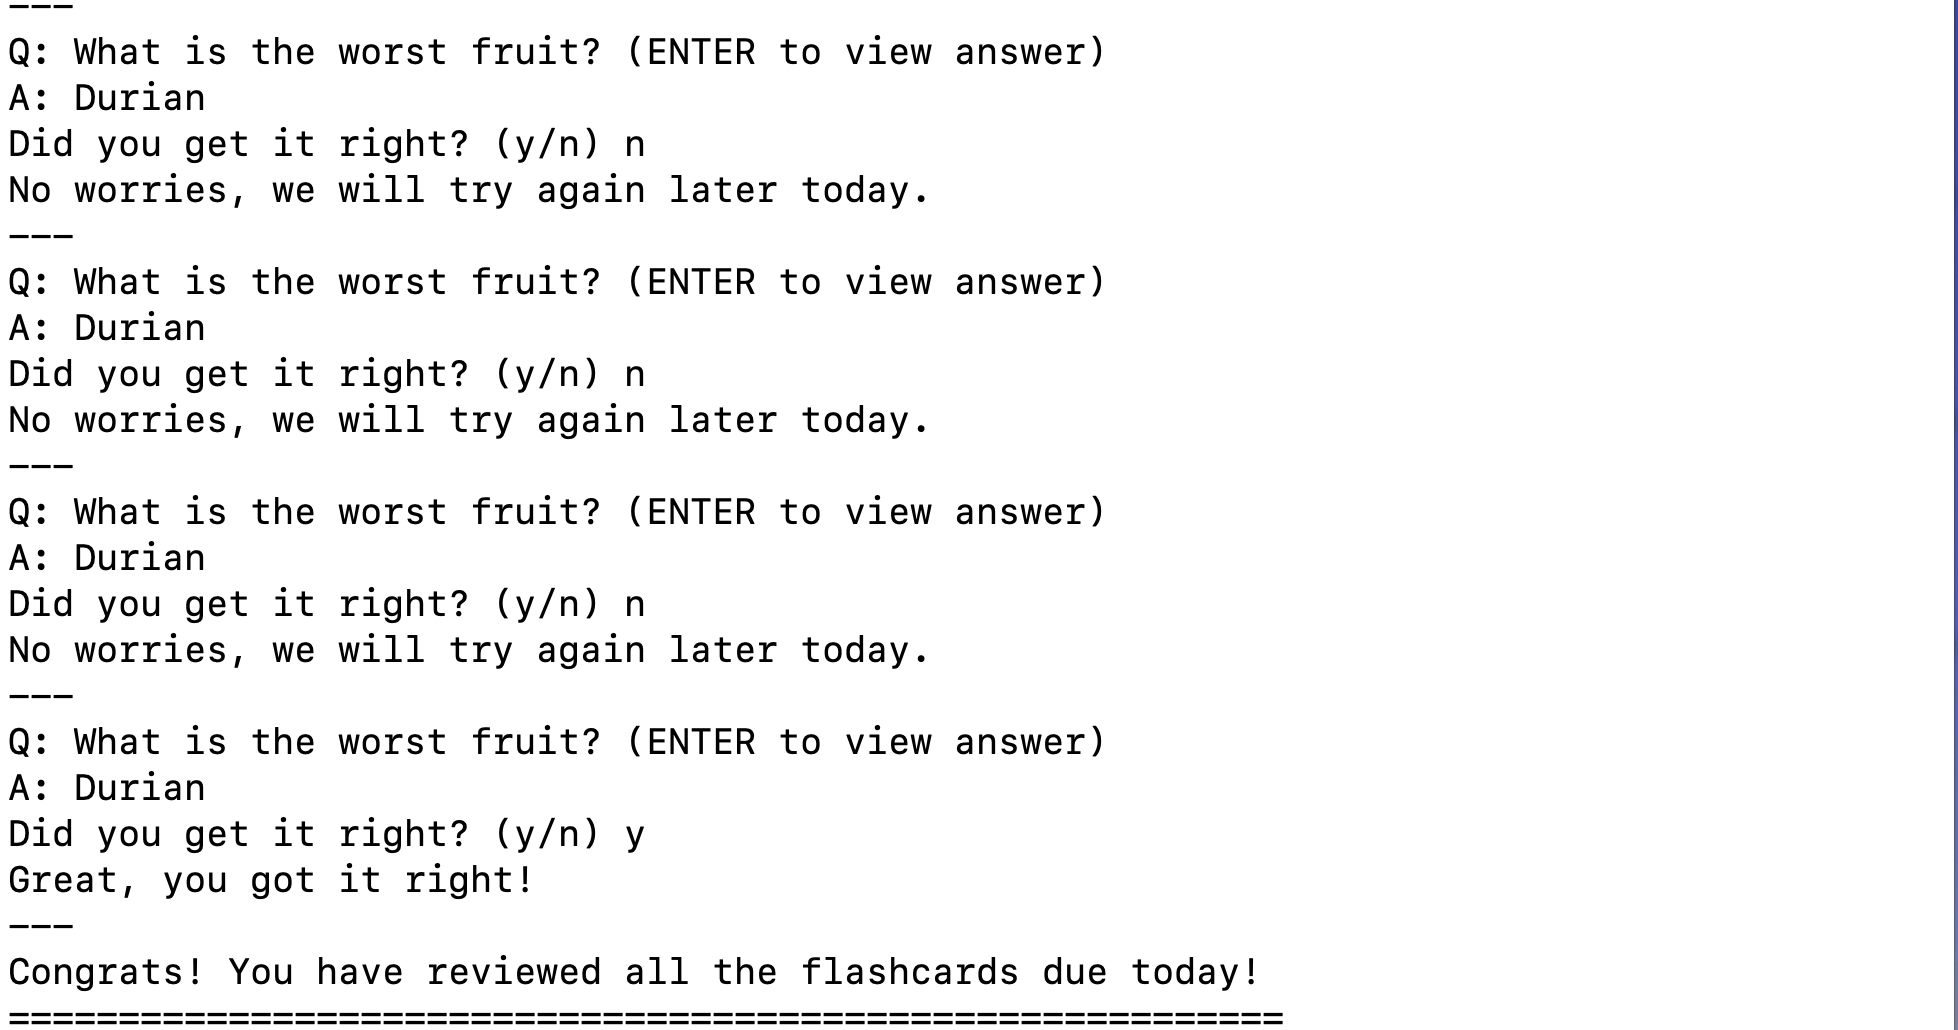 ---
Q: What is the worst fruit? (ENTER to view answer)
A: Durian
Did you get it right? (y/n) n
No worries, we will try again later today.
---
Q: What is the worst fruit? (ENTER to view answer)
A: Durian
Did you get it right? (y/n) n
No worries, we will try again later today.
---
Q: What is the worst fruit? (ENTER to view answer)
A: Durian
Did you get it right? (y/n) n
No worries, we will try again later today.
---
Q: What is the worst fruit? (ENTER to view answer)
A: Durian
Did you get it right? (y/n) y
Great, you got it right!
---
Congrats! You have reviewed all the flashcards due today!
==========================================================